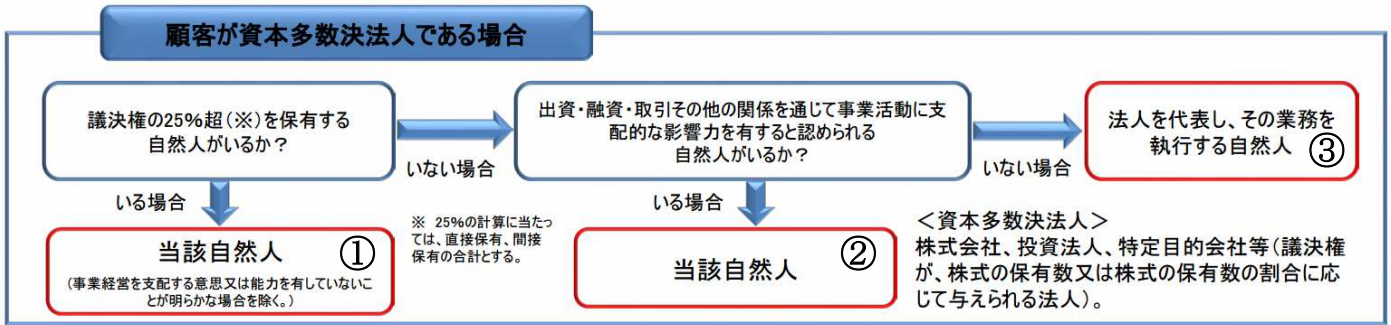 顧客が資本多数決法人である場合
議決権の25%超(※)を保有する
自然人がいるか?
いない場合
出資・融資・取引その他の関係を通じて事業活動に支
配的な影響力を有すると認められる
自然人がいるか?
いない場合
法人を代表し、その業務を
執行する自然人
③
いる場合
当該自然人
①
(事業経営を支配する意思又は能力を有していないこ
とが明らかな場合を除く。)
※ 25%の計算に当たっ
ては、直接保有、間接
保有の合計とする。
いる場合
当該自然人
②
<資本多数決法人>
株式会社、投資法人、特定目的会社等(議決権
が、株式の保有数又は株式の保有数の割合に応
じて与えられる法人)。